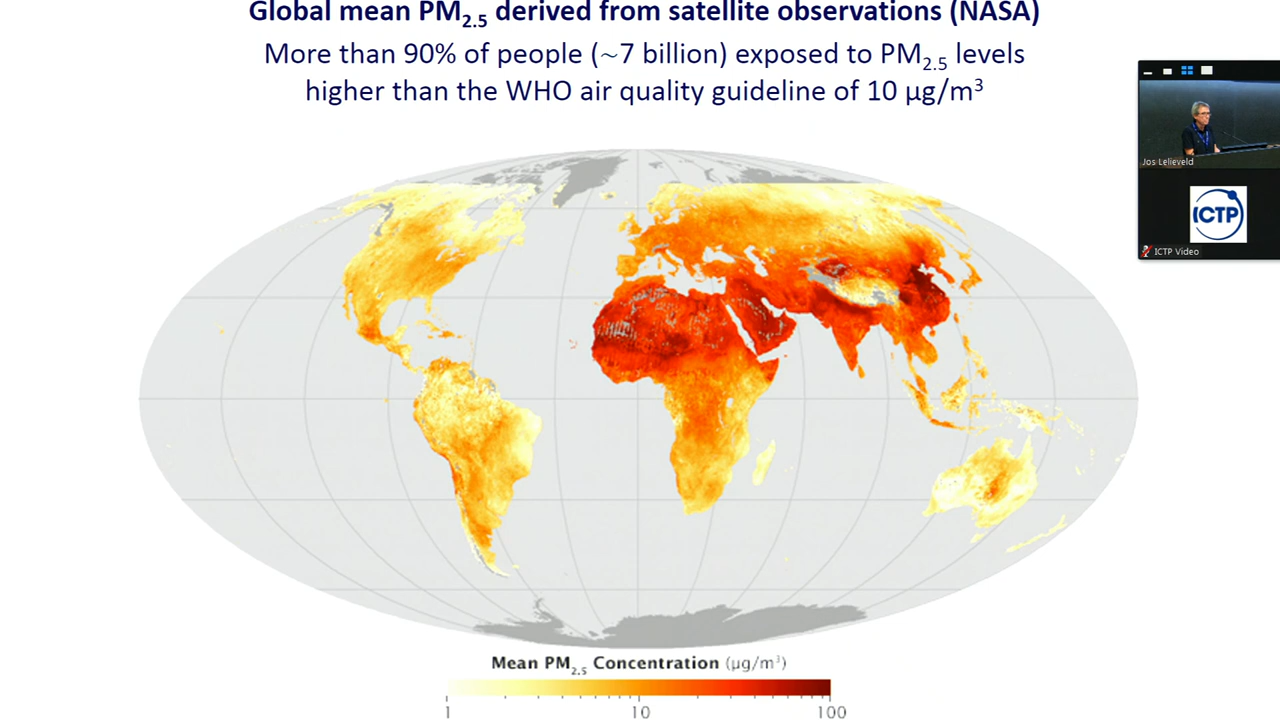 Global mean PM2.5 derived from satellite observations (NASA)
More than 90% of people (~7 billion) exposed to PM2.5 levels
higher than the WHO air quality guideline of 10 µg/m³
Jos Lelieveld
ICTP
ICTP Video
Mean PM2.5 Concentration (µg/m³)
1 10 100